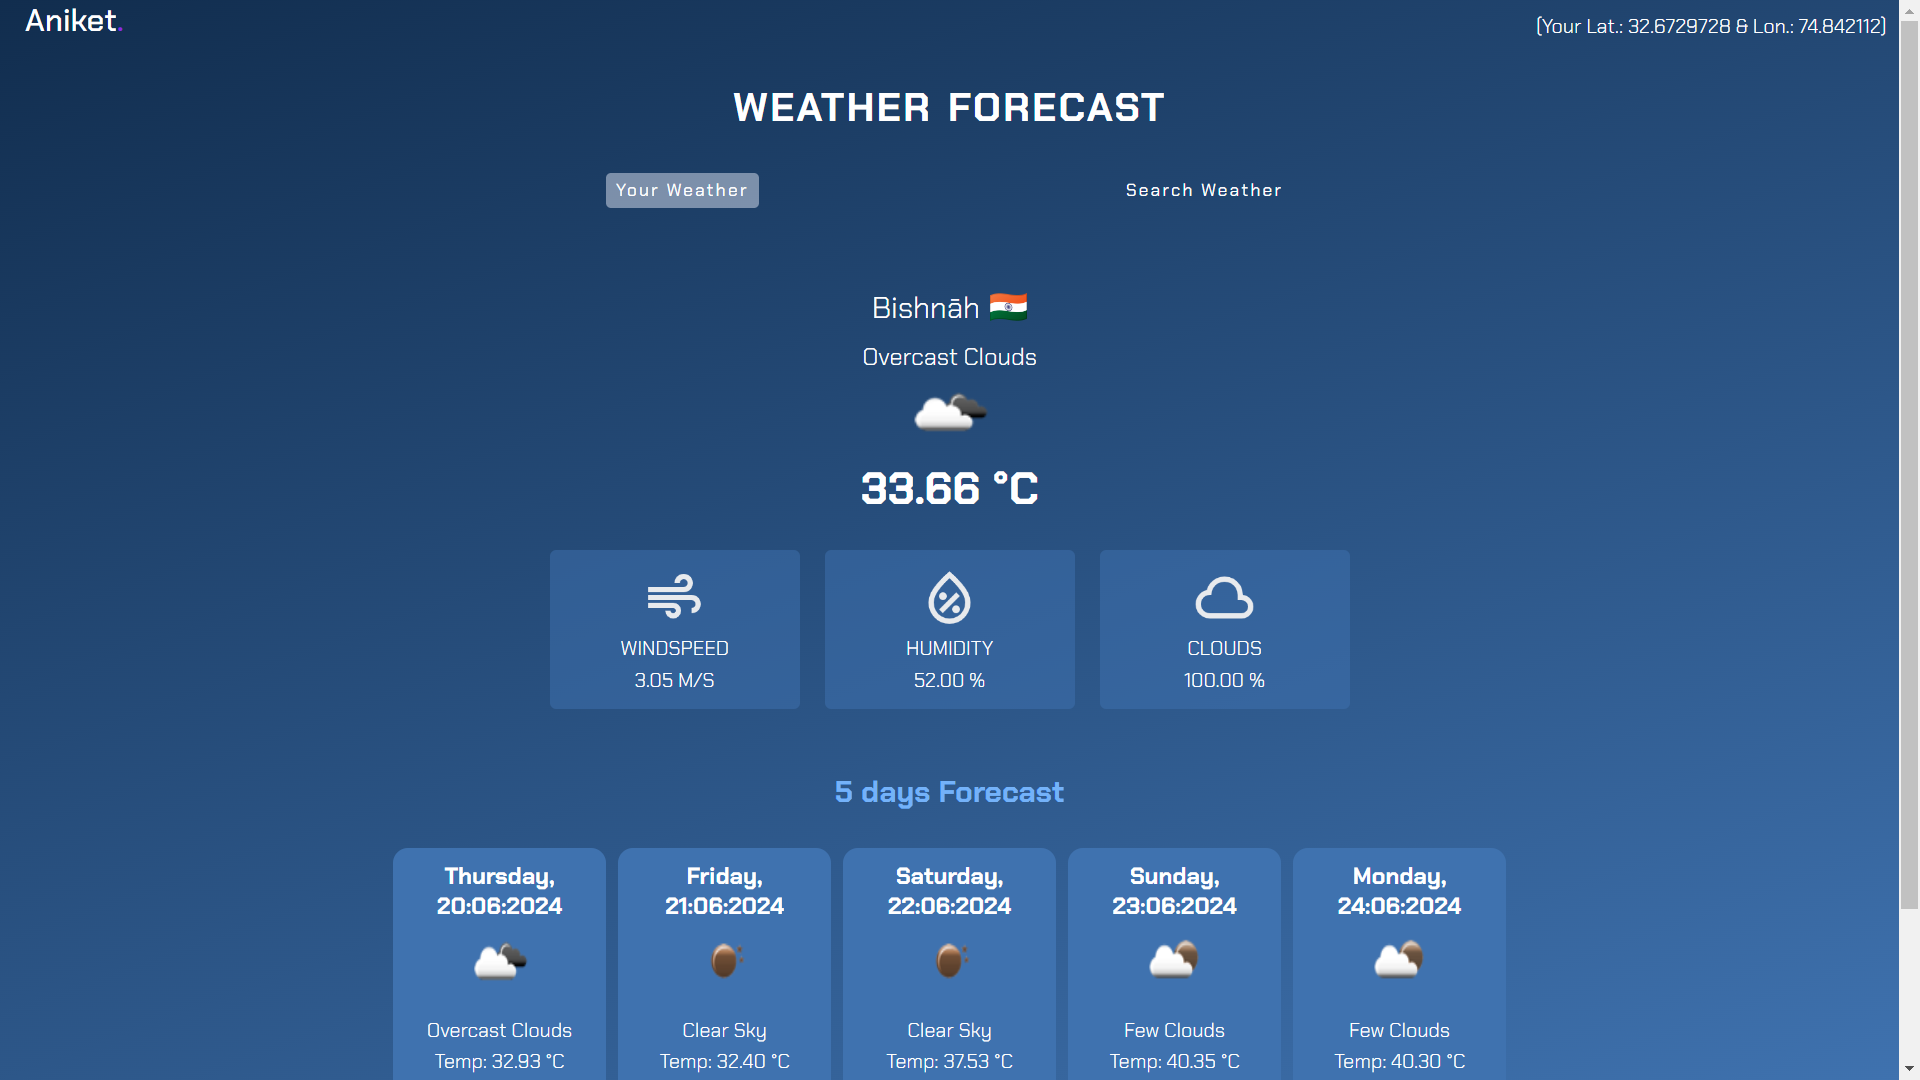 Aniket.
(Your Lat.: 32.6729728 & Lon.: 74.842112)
WEATHER FORECAST
Your Weather
Search Weather
Bishnāh
Overcast Clouds
33.66 °C
WINDSPEED
3.05 M/S
HUMIDITY
52.00 %
CLOUDS
100.00 %
5 days Forecast
Thursday,
20:06:2024
Overcast Clouds
Temp: 32.93 °C
Friday,
21:06:2024
Clear Sky
Temp: 32.40 °C
Saturday,
22:06:2024
Clear Sky
Temp: 37.53 °C
Sunday,
23:06:2024
Few Clouds
Temp: 40.35 °C
Monday,
24:06:2024
Few Clouds
Temp: 40.30 °C